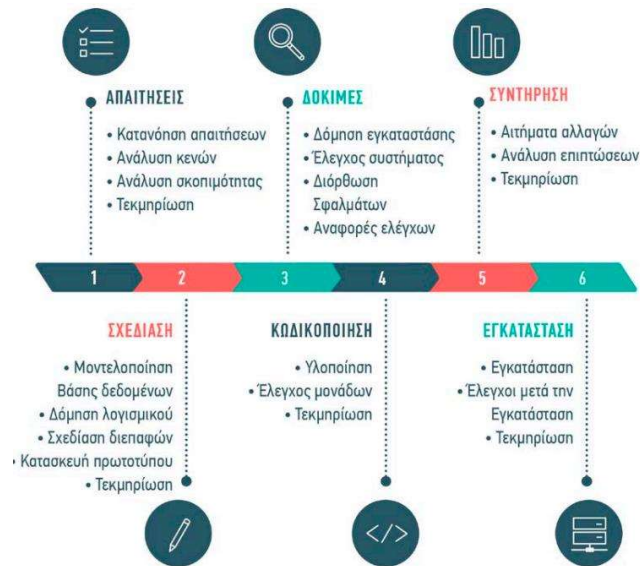 ΑΠΑΙΤΗΣΕΙΣ
• Κατανόηση απαιτήσεων
• Ανάλυση κενών
• Ανάλυση σκοπιμότητας
• Τεκμηρίωση
ΔΟΚΙΜΕΣ
• Δόμηση εγκαταστάσης
• Έλεγχος συστήματος
• Διόρθωση
Σφαλμάτων
• Αναφορές ελέγχων
ΣΥΝΤΗΡΗΣΗ
• Αιτήματα αλλαγών
• Ανάλυση επιπτώσεων
• Τεκμηρίωση
1 2 3 4 5 6
ΣΧΕΔΙΑΣΗ
• Μοντελοποίηση
Βάσης δεδομένων
• Δόμηση λογισμικού
• Σχεδίαση διεπαφών
• Κατασκευή πρωτοτύπου
• Τεκμηρίωση
ΚΩΔΙΚΟΠΟΙΗΣΗ
• Υλοποίηση
• Έλεγχος μονάδων
• Τεκμηρίωση
ΕΓΚΑΤΑΣΤΑΣΗ
• Εγκατάσταση
• Έλεγχοι μετά την
Εγκατάσταση
• Τεκμηρίωση
</>